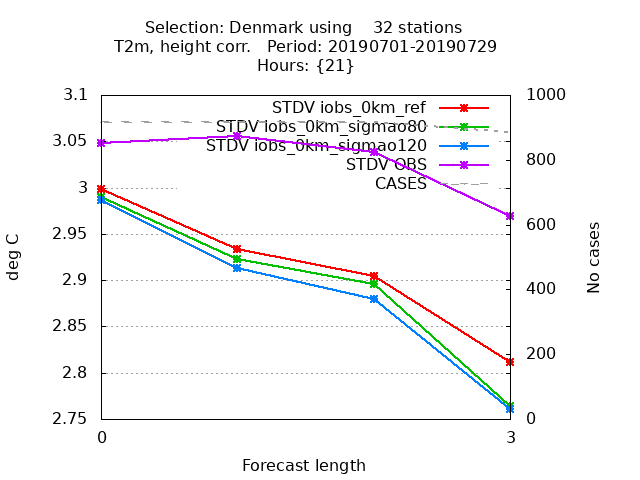 Selection: Denmark using    32 stations
T2m, height corr.   Period: 20190701-20190729
Hours: {21}
3.1
3.05
3
2.95
2.9
2.85
2.8
2.75
deg C
STDV iobs_0km_ref
STDV iobs_0km_sigmao80
STDV iobs_0km_sigmao120
STDV OBS
CASES
1000
800
600
400
200
0
No cases
0
3
Forecast length